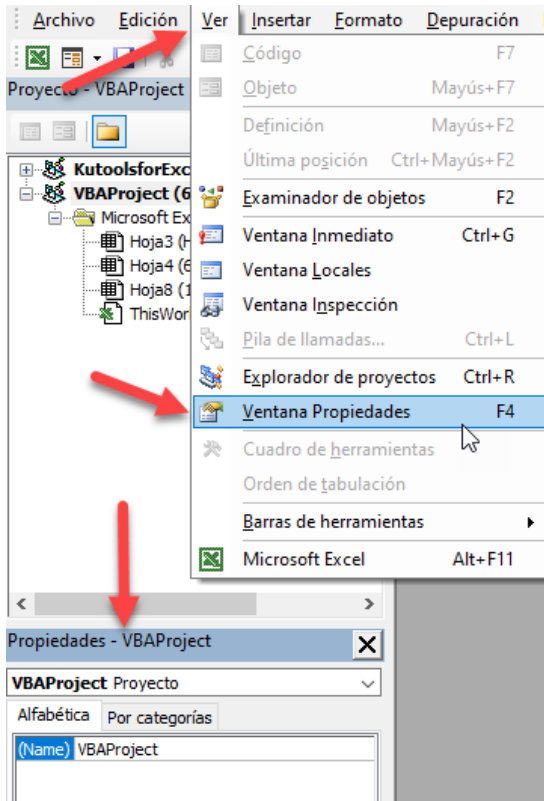 Archivo Edición Ver Insertar Formato Depuración
Código F7
Proyecto - VBAProject
Objeto Mayús+F7
Definición Mayús+F2
Última posición Ctrl+Mayús+F2
KutoolsforExc
VBAProject (6
Examinador de objetos F2
Microsoft Ex
Ventana Inmediato Ctrl+G
Hoja3 (H
Hoja4 (6
Ventana Locales
Hoja8 (1
ThisWor
Ventana Inspección
Pila de llamadas... Ctrl+L
Explorador de proyectos Ctrl+R
Ventana Propiedades F4
Cuadro de herramientas
Orden de tabulación
Barras de herramientas
Microsoft Excel Alt+F11
Propiedades - VBAProject
VBAProject Proyecto
Alfabética Por categorías
(Name) VBAProject